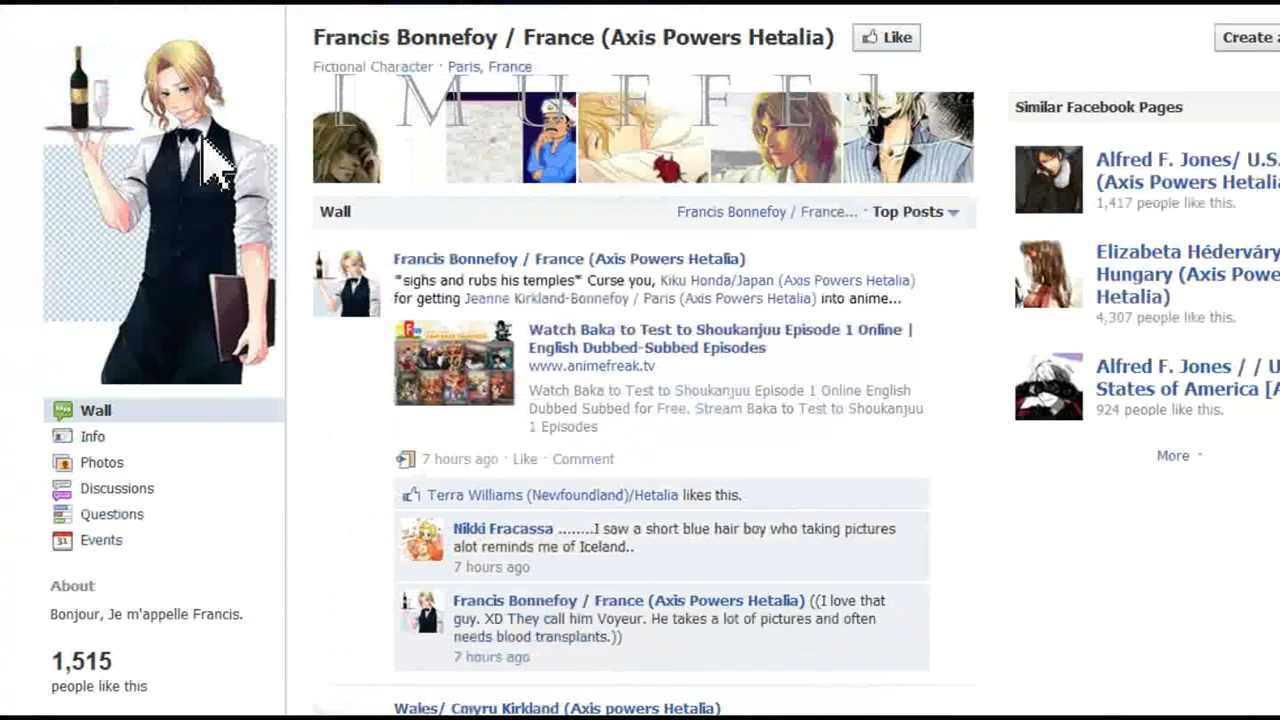 Francis Bonnefoy / France (Axis Powers Hetalia)
Like
Create
Fictional Character · Paris, France
I M U F F E I
Similar Facebook Pages
Alfred F. Jones/ U.S.
(Axis Powers Hetalia
1,417 people like this.
Wall
Francis Bonnefoy / France... · Top Posts
Elizabeta Héderváry
Hungary (Axis Powe
Hetalia)
4,307 people like this.
Francis Bonnefoy / France (Axis Powers Hetalia)
*sighs and rubs his temples* Curse you, Kiku Honda/Japan (Axis Powers Hetalia)
for getting Jeanne Kirkland-Bonnefoy / Paris (Axis Powers Hetalia) into anime...
Watch Baka to Test to Shoukanjuu Episode 1 Online |
English Dubbed-Subbed Episodes
www.animefreak.tv
Watch Baka to Test to Shoukanjuu Episode 1 Online English
Dubbed Subbed for Free. Stream Baka to Test to Shoukanjuu
1 Episodes
Alfred F. Jones / / U
States of America [A
924 people like this.
More
7 hours ago · Like · Comment
Terra Williams (Newfoundland)/Hetalia likes this.
Nikki Fracassa ........I saw a short blue hair boy who taking pictures
alot reminds me of Iceland..
7 hours ago
Francis Bonnefoy / France (Axis Powers Hetalia) ((I love that
guy. XD They call him Voyeur. He takes a lot of pictures and often
needs blood transplants.))
7 hours ago
Wales/ Cmyru Kirkland (Axis powers Hetalia)
Wall
Info
Photos
Discussions
Questions
31
Events
About
Bonjour, Je m'appelle Francis.
1,515
people like this